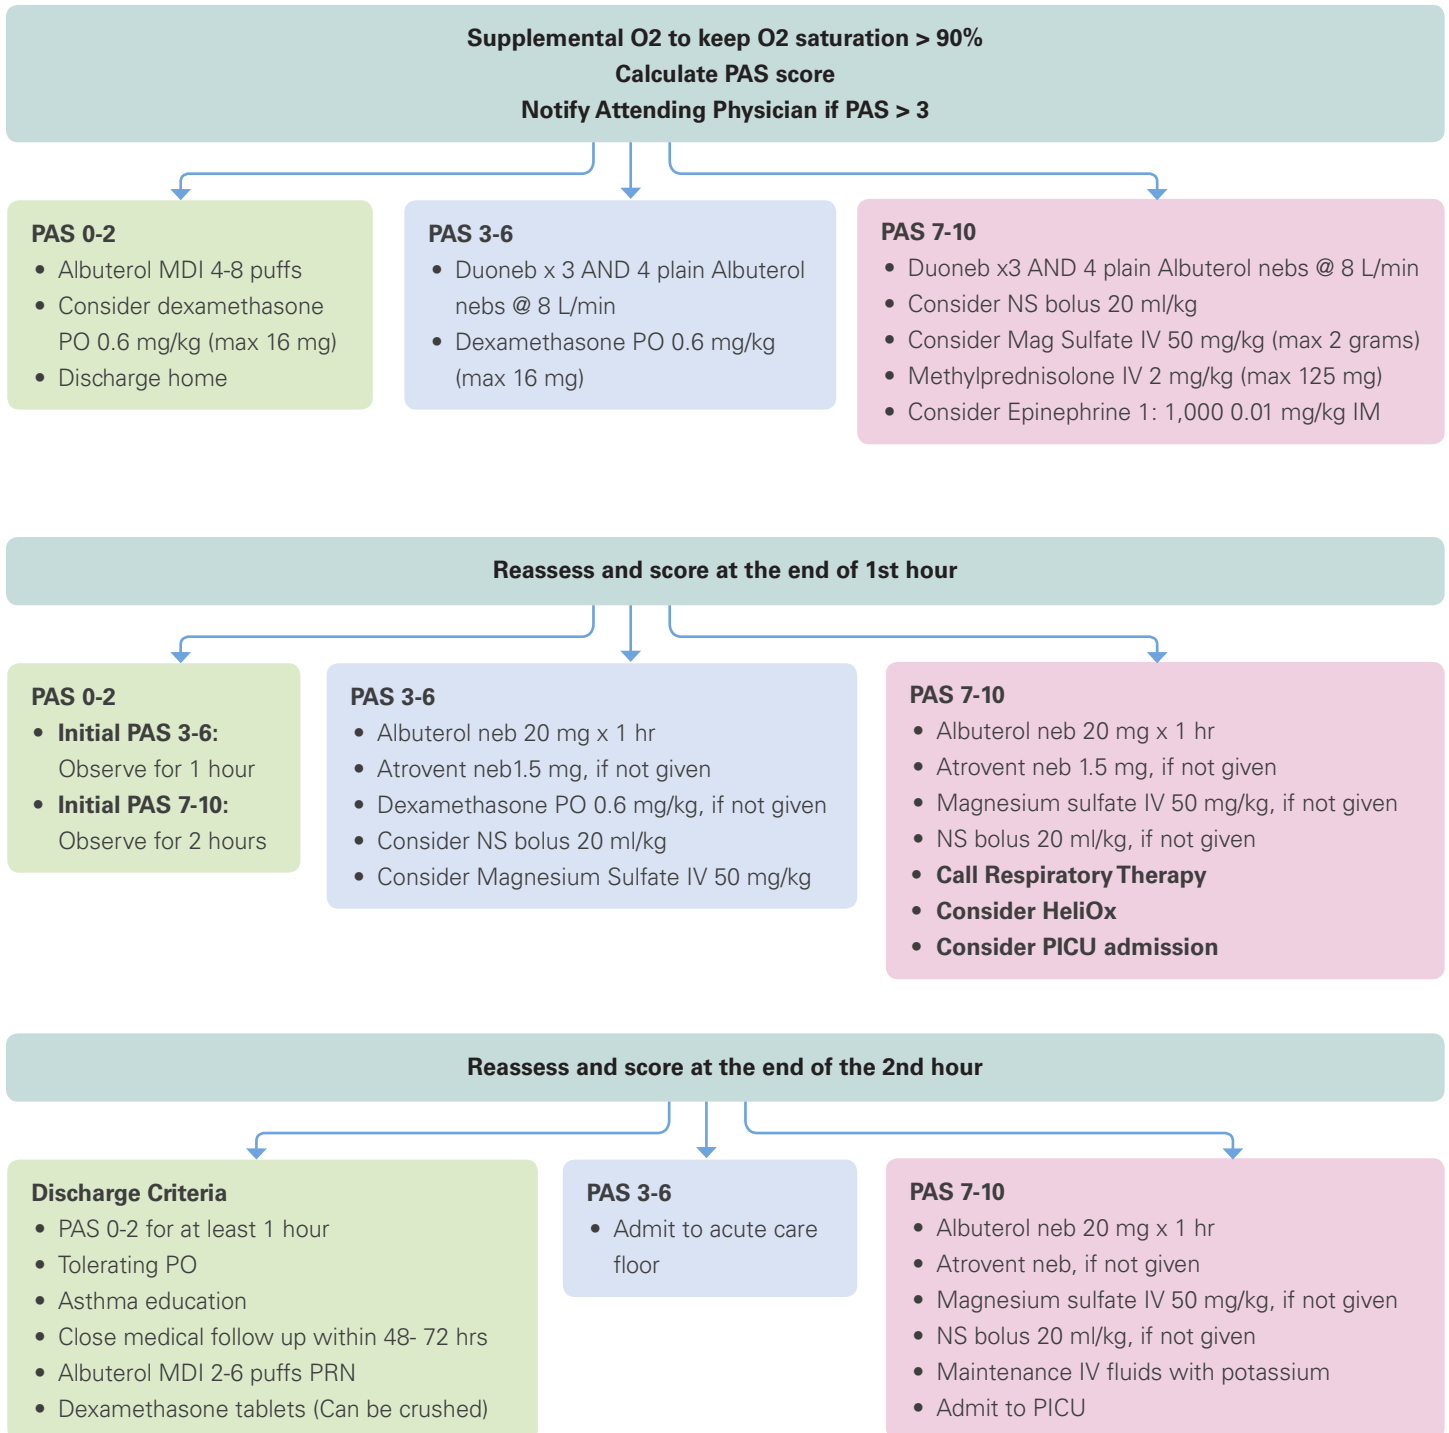 Supplemental O2 to keep O2 saturation > 90%
Calculate PAS score
Notify Attending Physician if PAS > 3
PAS 0-2
• Albuterol MDI 4-8 puffs
• Consider dexamethasone
PO 0.6 mg/kg (max 16 mg)
• Discharge home
PAS 3-6
• Duoneb x 3 AND 4 plain Albuterol
nebs @ 8 L/min
• Dexamethasone PO 0.6 mg/kg
(max 16 mg)
PAS 7-10
• Duoneb x3 AND 4 plain Albuterol nebs @ 8 L/min
• Consider NS bolus 20 ml/kg
• Consider Mag Sulfate IV 50 mg/kg (max 2 grams)
• Methylprednisolone IV 2 mg/kg (max 125 mg)
• Consider Epinephrine 1: 1,000 0.01 mg/kg IM
Reassess and score at the end of 1st hour
PAS 0-2
• Initial PAS 3-6:
Observe for 1 hour
• Initial PAS 7-10:
Observe for 2 hours
PAS 3-6
• Albuterol neb 20 mg x 1 hr
• Atrovent neb1.5 mg, if not given
• Dexamethasone PO 0.6 mg/kg, if not given
• Consider NS bolus 20 ml/kg
• Consider Magnesium Sulfate IV 50 mg/kg
PAS 7-10
• Albuterol neb 20 mg x 1 hr
• Atrovent neb 1.5 mg, if not given
• Magnesium sulfate IV 50 mg/kg, if not given
• NS bolus 20 ml/kg, if not given
• Call Respiratory Therapy
• Consider HeliOx
• Consider PICU admission
Reassess and score at the end of the 2nd hour
Discharge Criteria
• PAS 0-2 for at least 1 hour
• Tolerating PO
• Asthma education
• Close medical follow up within 48- 72 hrs
• Albuterol MDI 2-6 puffs PRN
• Dexamethasone tablets (Can be crushed)
PAS 3-6
• Admit to acute care
floor
PAS 7-10
• Albuterol neb 20 mg x 1 hr
• Atrovent neb, if not given
• Magnesium sulfate IV 50 mg/kg, if not given
• NS bolus 20 ml/kg, if not given
• Maintenance IV fluids with potassium
• Admit to PICU